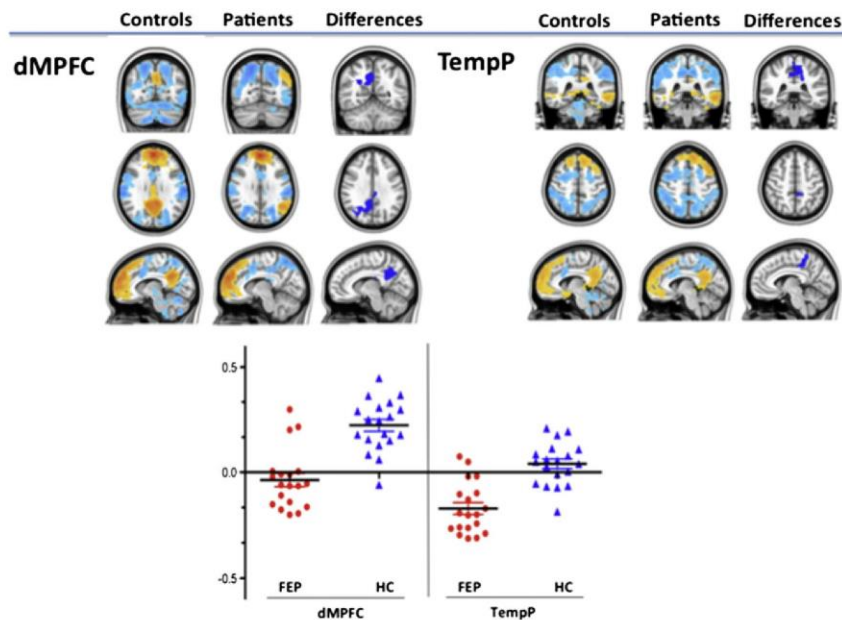 Controls Patients Differences Controls Patients Differences
dMPFC TempP
0.5
0.0
-0.5
FEP HC FEP HC
dMPFC TempP